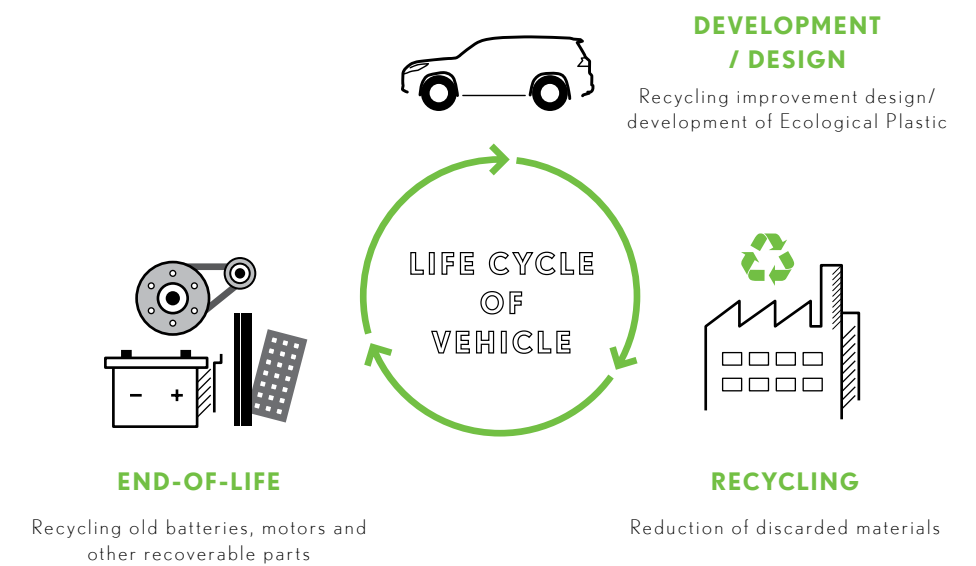 DEVELOPMENT
/ DESIGN
Recycling improvement design/
development of Ecological Plastic
LIFE CYCLE
OF
VEHICLE
END-OF-LIFE
Recycling old batteries, motors and
other recoverable parts
RECYCLING
Reduction of discarded materials